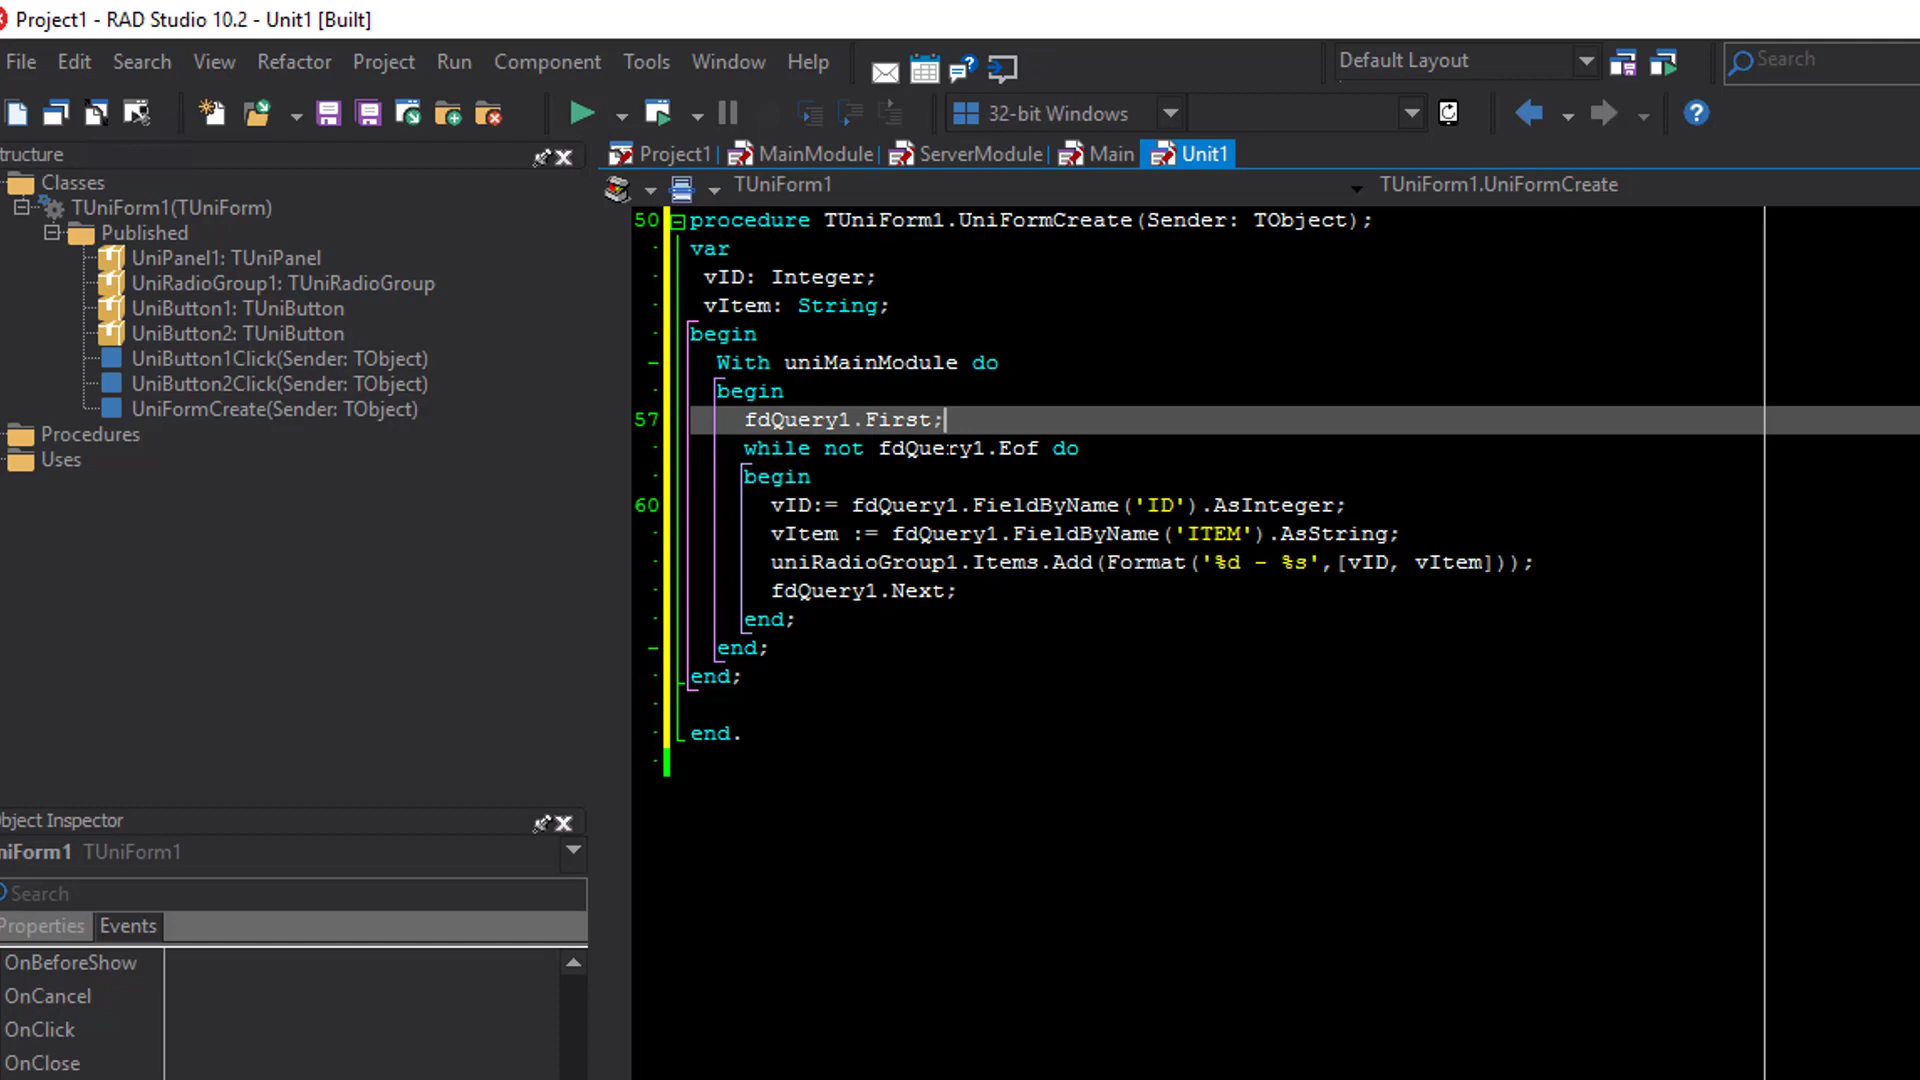 Project1 - RAD Studio 10.2 - Unit1 [Built]
File Edit Search View Refactor Project Run Component Tools Window Help
Default Layout
Search
32-bit Windows
tructure
Project1
MainModule
ServerModule
Main
Unit1
TUniForm1
TUniForm1.UniFormCreate
Classes
TUniForm1(TUniForm)
Published
UniPanel1: TUniPanel
UniRadioGroup1: TUniRadioGroup
UniButton1: TUniButton
UniButton2: TUniButton
UniButton1Click(Sender: TObject)
UniButton2Click(Sender: TObject)
UniFormCreate(Sender: TObject)
Procedures
Uses
50 procedure TUniForm1.UniFormCreate(Sender: TObject);
var
vID: Integer;
vItem: String;
begin
With uniMainModule do
begin
57 fdQuery1.First;
while not fdQuery1.Eof do
begin
60 vID:= fdQuery1.FieldByName('ID').AsInteger;
vItem := fdQuery1.FieldByName('ITEM').AsString;
uniRadioGroup1.Items.Add(Format('%d - %s',[vID, vItem]));
fdQuery1.Next;
end;
end;
end;
end.
bject Inspector
niForm1 TUniForm1
Search
Properties Events
OnBeforeShow
OnCancel
OnClick
OnClose